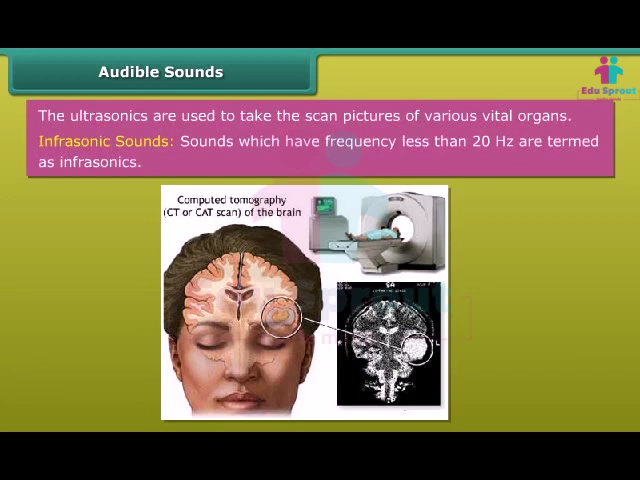 Audible Sounds
Edu Sprout
The ultrasonics are used to take the scan pictures of various vital organs.
Infrasonic Sounds: Sounds which have frequency less than 20 Hz are termed
as infrasonics.
Computed tomography
(CT or CAT scan) of the brain